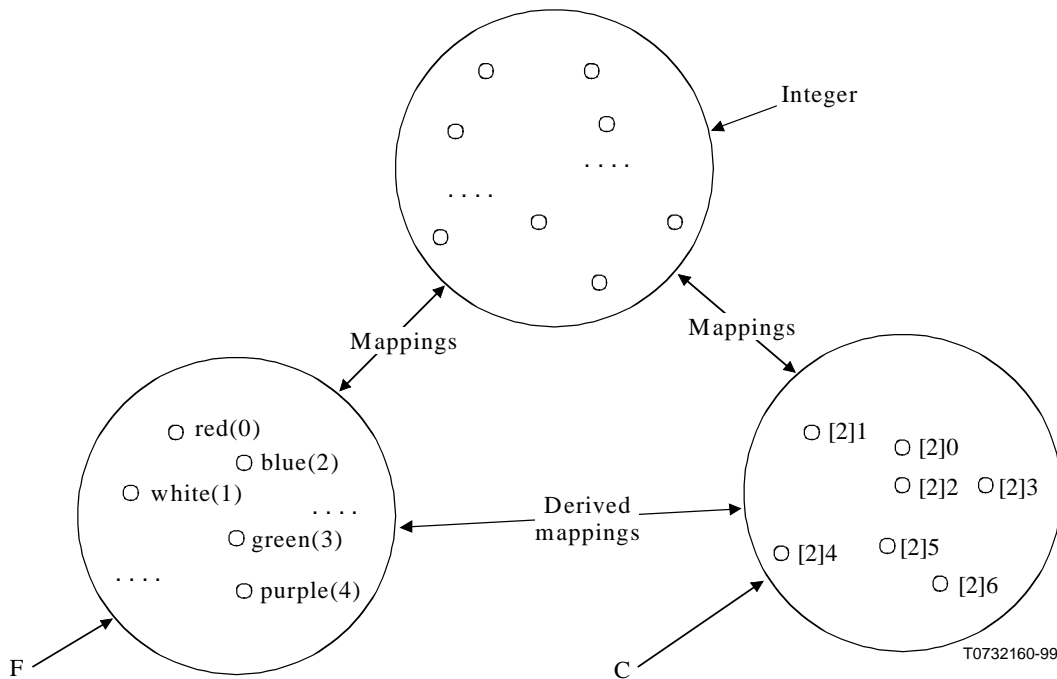 Integer
. . . .
. . . .
Mappings
Mappings
red(0)
blue(2)
white(1)
. . . .
green(3)
. . . .
purple(4)
Derived
mappings
[2]1
[2]0
[2]2
[2]3
[2]4
[2]5
[2]6
F
C
T0732160-99